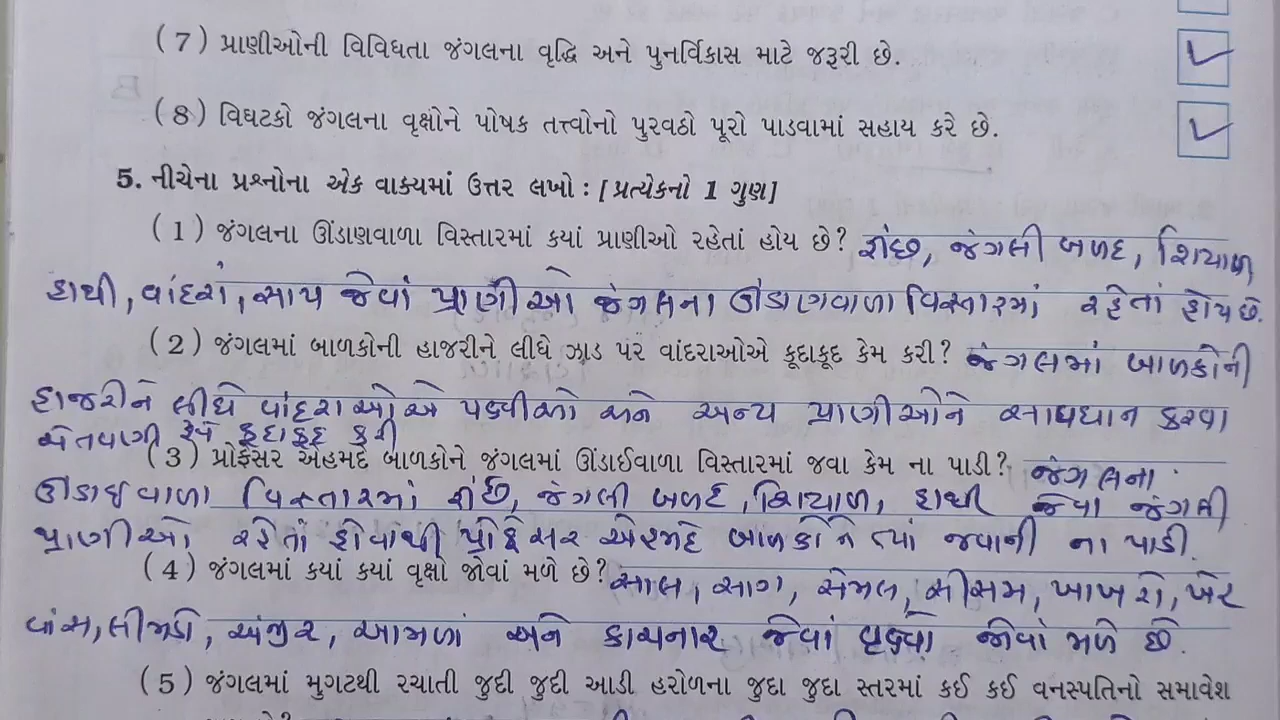 (7) પ્રાણીઓની વિવિધતા જંગલના વૃદ્ધિ અને પુનર્વિકાસ માટે જરૂરી છે.
(8) વિઘટકો જંગલના વૃક્ષોને પોષક તત્ત્વોનો પુરવઠો પૂરો પાડવામાં સહાય કરે છે.
5. નીચેના પ્રશ્નોના એક વાક્યમાં ઉત્તર લખો : [પ્રત્યેકનો 1 ગુણ]
(1) જંગલના ઊંડાણવાળા વિસ્તારમાં કયાં પ્રાણીઓ રહેતાં હોય છે? રીંછ, જંગલી બળદ, શિયાળ,
હાથી, વાંદરાં, સાપ જેવાં પ્રાણીઓ જંગલના ઊંડાણવાળા વિસ્તારમાં રહેતાં હોય છે.
(2) જંગલમાં બાળકોની હાજરીને લીધે ઝાડ પર વાંદરાઓએ કૂદાકૂદ કેમ કરી? જંગલમાં બાળકોની
હાજરીને લીધે વાંદરાઓએ પક્ષીઓ અને અન્ય પ્રાણીઓને સાવધાન કરવા
ચેતવણી રૂપે કૂદાકૂદ કરી
(3) પ્રોફેસર અહમદે બાળકોને જંગલમાં ઊંડાઈવાળા વિસ્તારમાં જવા કેમ ના પાડી? જંગલના
ઊંડાઈવાળા વિસ્તારમાં રીંછ, જંગલી બળદ, શિયાળ, હાથી જેવા જંગલી
પ્રાણીઓ રહેતાં હોવાથી પ્રોફેસર એહમદે બાળકોને ત્યાં જવાની ના પાડી.
(4) જંગલમાં કયાં કયાં વૃક્ષો જોવાં મળે છે? સાલ, સાગ, સેમલ, સીસમ, ખાખરો, ખેર
વાંસ, લીમડો, અંજીર, આમળાં અને કાચનાર જેવાં વૃક્ષો જોવાં મળે છે.
(5) જંગલમાં મુગટથી રચાતી જુદી જુદી આડી હરોળના જુદા જુદા સ્તરમાં કઈ કઈ વનસ્પતિનો સમાવેશ